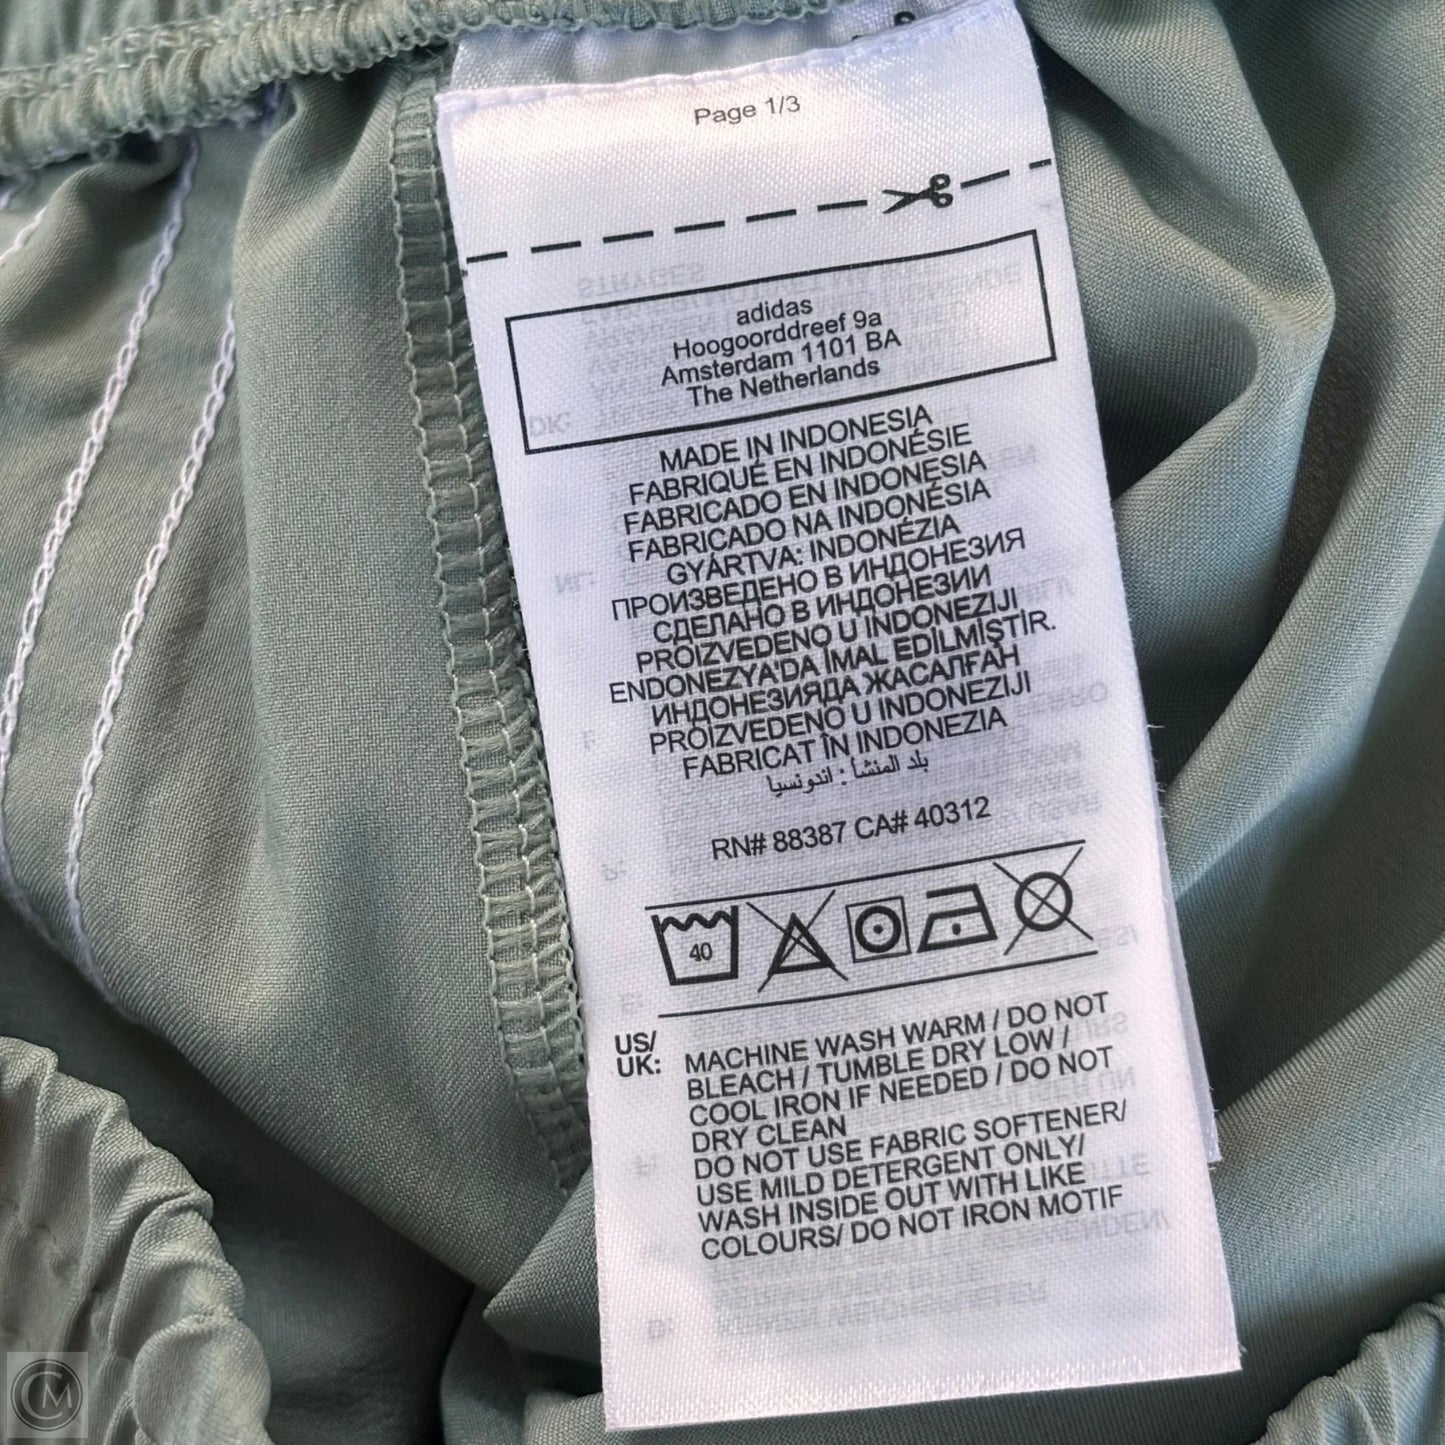 Page 1/3
adidas
Hoogoorddreef 9a
Amsterdam 1101 BA
The Netherlands
MADE IN INDONESIA
FABRIQUÉ EN INDONÉSIE
FABRICADO EN INDONESIA
FABRICADO NA INDONÉSIA
GYÁRTVA: INDONÉZIA
ПРОИЗВЕДЕНО В ИНДОНЕЗИЯ
СДЕЛАНО В ИНДОНЕЗИИ
PROIZVEDENO U INDONEZIJI
ENDONEZYA'DA İMAL EDİLMİŞTİR.
ИНДОНЕЗИЯДА ЖАСАЛҒАН
PROIZVEDENO U INDONEZIJI
FABRICAT ÎN INDONEZIA
بلد المنشأ : اندونسيا
RN# 88387 CA# 40312
40
US/
UK:
MACHINE WASH WARM / DO NOT
BLEACH / TUMBLE DRY LOW /
COOL IRON IF NEEDED / DO NOT
DRY CLEAN
DO NOT USE FABRIC SOFTENER/
USE MILD DETERGENT ONLY/
WASH INSIDE OUT WITH LIKE
COLOURS/ DO NOT IRON MOTIF
CM